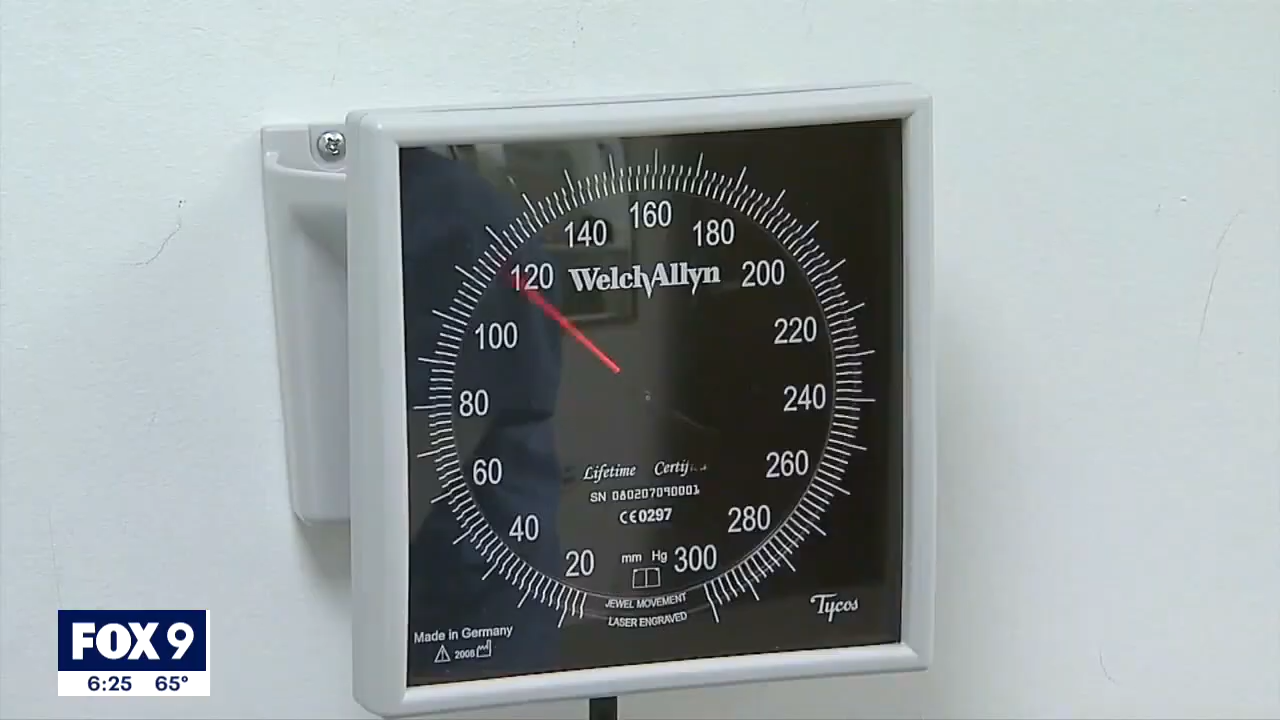 160
140 180
120 WelchAllyn 200
100 220
80 240
60 Lifetime 260
SN 080207090001
CE0297
40 280
20 mm Hg 300
JEWEL MOVEMENT
LASER ENGRAVED
Tycos
Made in Germany
2008
FOX 9
6:25 65°